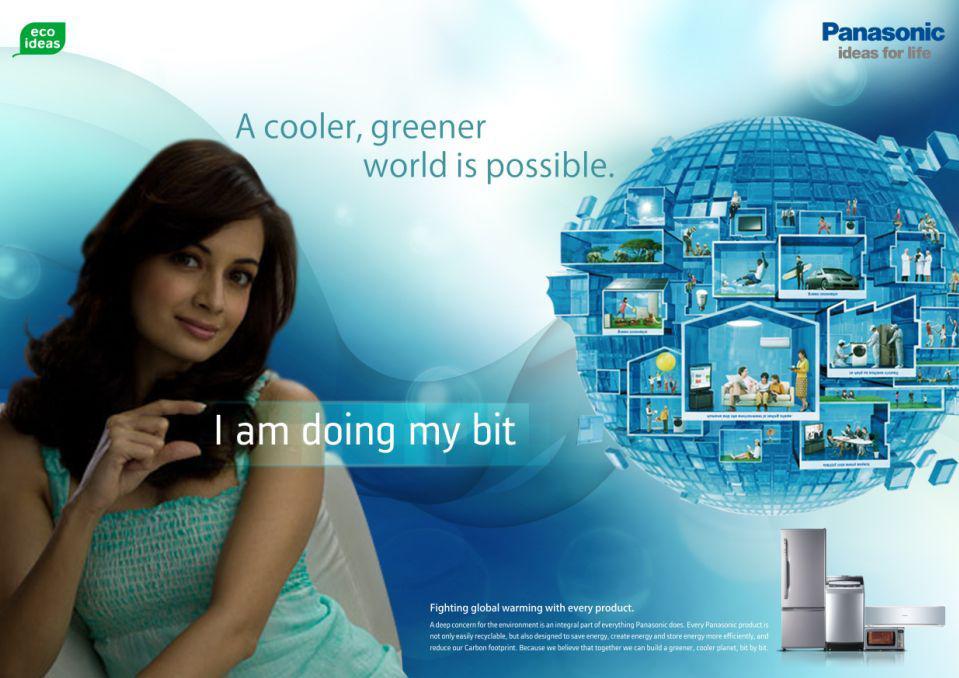 eco
ideas
Panasonic
ideas for life
A cooler, greener
world is possible.
I am doing my bit
Fighting global warming with every product.
A deep concern for the environment is an integral part of everything Panasonic does. Every Panasonic product is
not only easily recyclable, but also designed to save energy, create energy and store energy more efficiently, and
reduce our Carbon footprint. Because we believe that together we can build a greener, cooler planet, bit by bit.